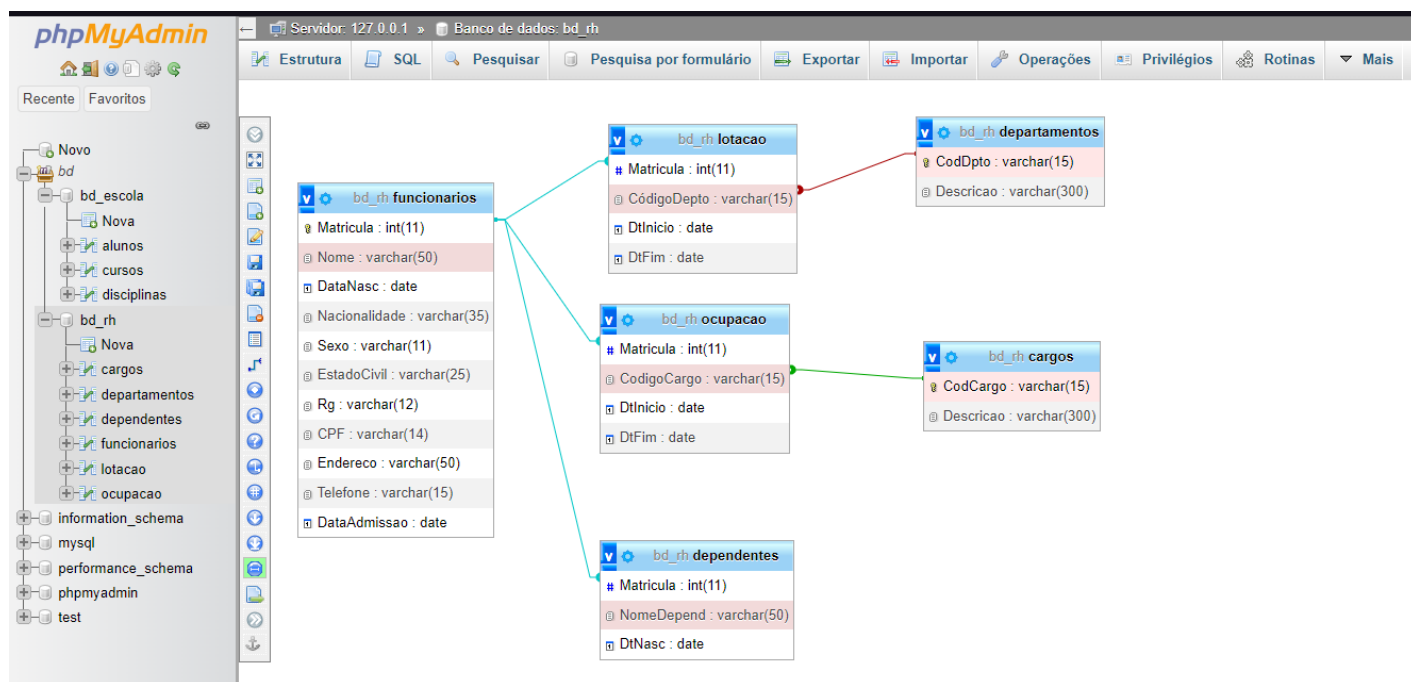 phpMyAdmin
Recente Favoritos
Novo
bd
bd_escola
Nova
alunos
cursos
disciplinas
bd_rh
Nova
cargos
departamentos
dependentes
funcionarios
lotacao
ocupacao
information_schema
mysql
performance_schema
phpmyadmin
test
Servidor: 127.0.0.1 » Banco de dados: bd_rh
Estrutura SQL Pesquisar Pesquisa por formulário Exportar Importar Operações Privilégios Rotinas Mais
v bd_rh funcionarios
Matricula : int(11)
Nome : varchar(50)
DataNasc : date
Nacionalidade : varchar(35)
Sexo : varchar(11)
EstadoCivil : varchar(25)
Rg : varchar(12)
CPF : varchar(14)
Endereco : varchar(50)
Telefone : varchar(15)
DataAdmissao : date
v bd_rh lotacao
# Matricula : int(11)
CódigoDepto : varchar(15)
DtInicio : date
DtFim : date
v bd_rh departamentos
CodDpto : varchar(15)
Descricao : varchar(300)
v bd_rh ocupacao
# Matricula : int(11)
CodigoCargo : varchar(15)
DtInicio : date
DtFim : date
v bd_rh cargos
CodCargo : varchar(15)
Descricao : varchar(300)
v bd_rh dependentes
# Matricula : int(11)
NomeDepend : varchar(50)
DtNasc : date